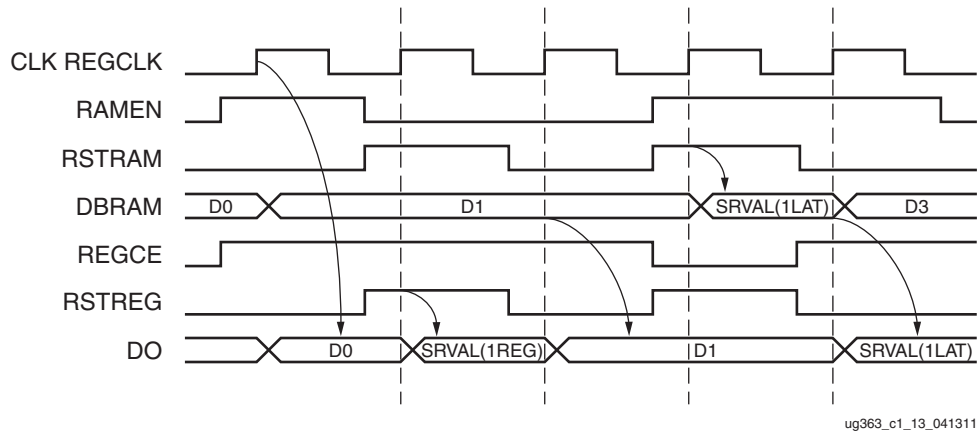 CLK REGCLK
RAMEN
RSTRAM
DBRAM D0 D1 SRVAL(1LAT) D3
REGCE
RSTREG
DO D0 SRVAL(1REG) D1 SRVAL(1LAT)
ug363_c1_13_041311